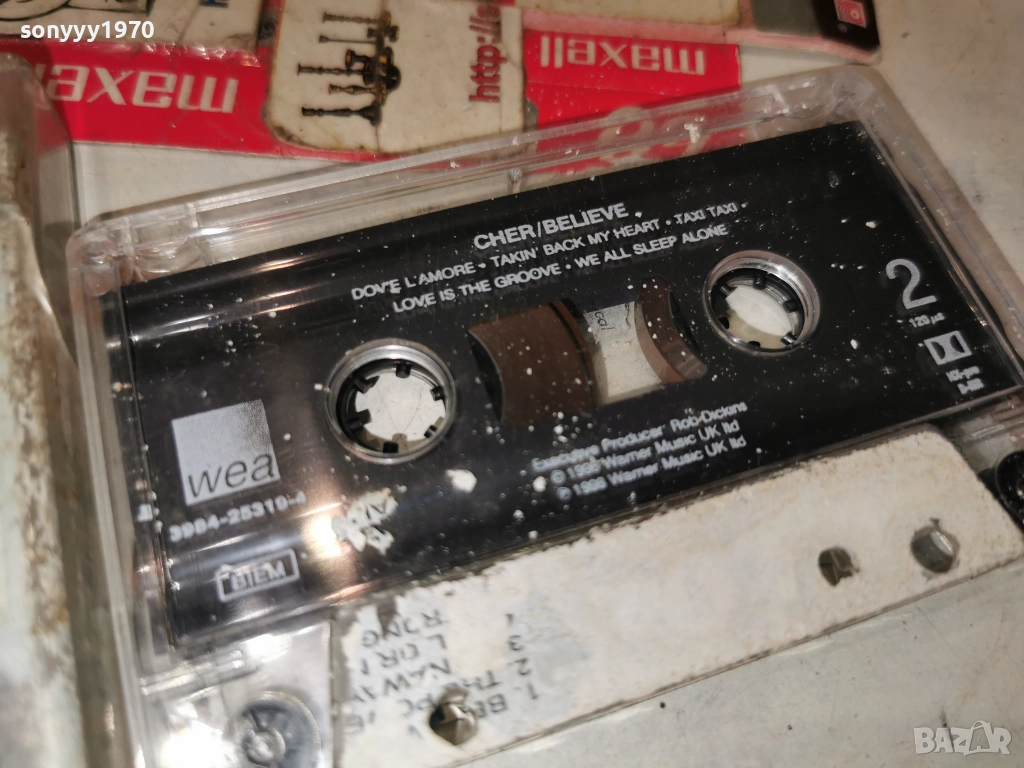 sonyyy1970
maxell
maxell
http://
CHER/BELIEVE
DOV'E L'AMORE • TAKIN' BACK MY HEART • TAXI TAXI •
LOVE IS THE GROOVE • WE ALL SLEEP ALONE
2
120 µs
wea
3984-25319-4
BIEM
Executive Producer Rob Dickins
© 1998 Warner Music UK ltd
℗ 1998 Warner Music UK ltd
BAZAR